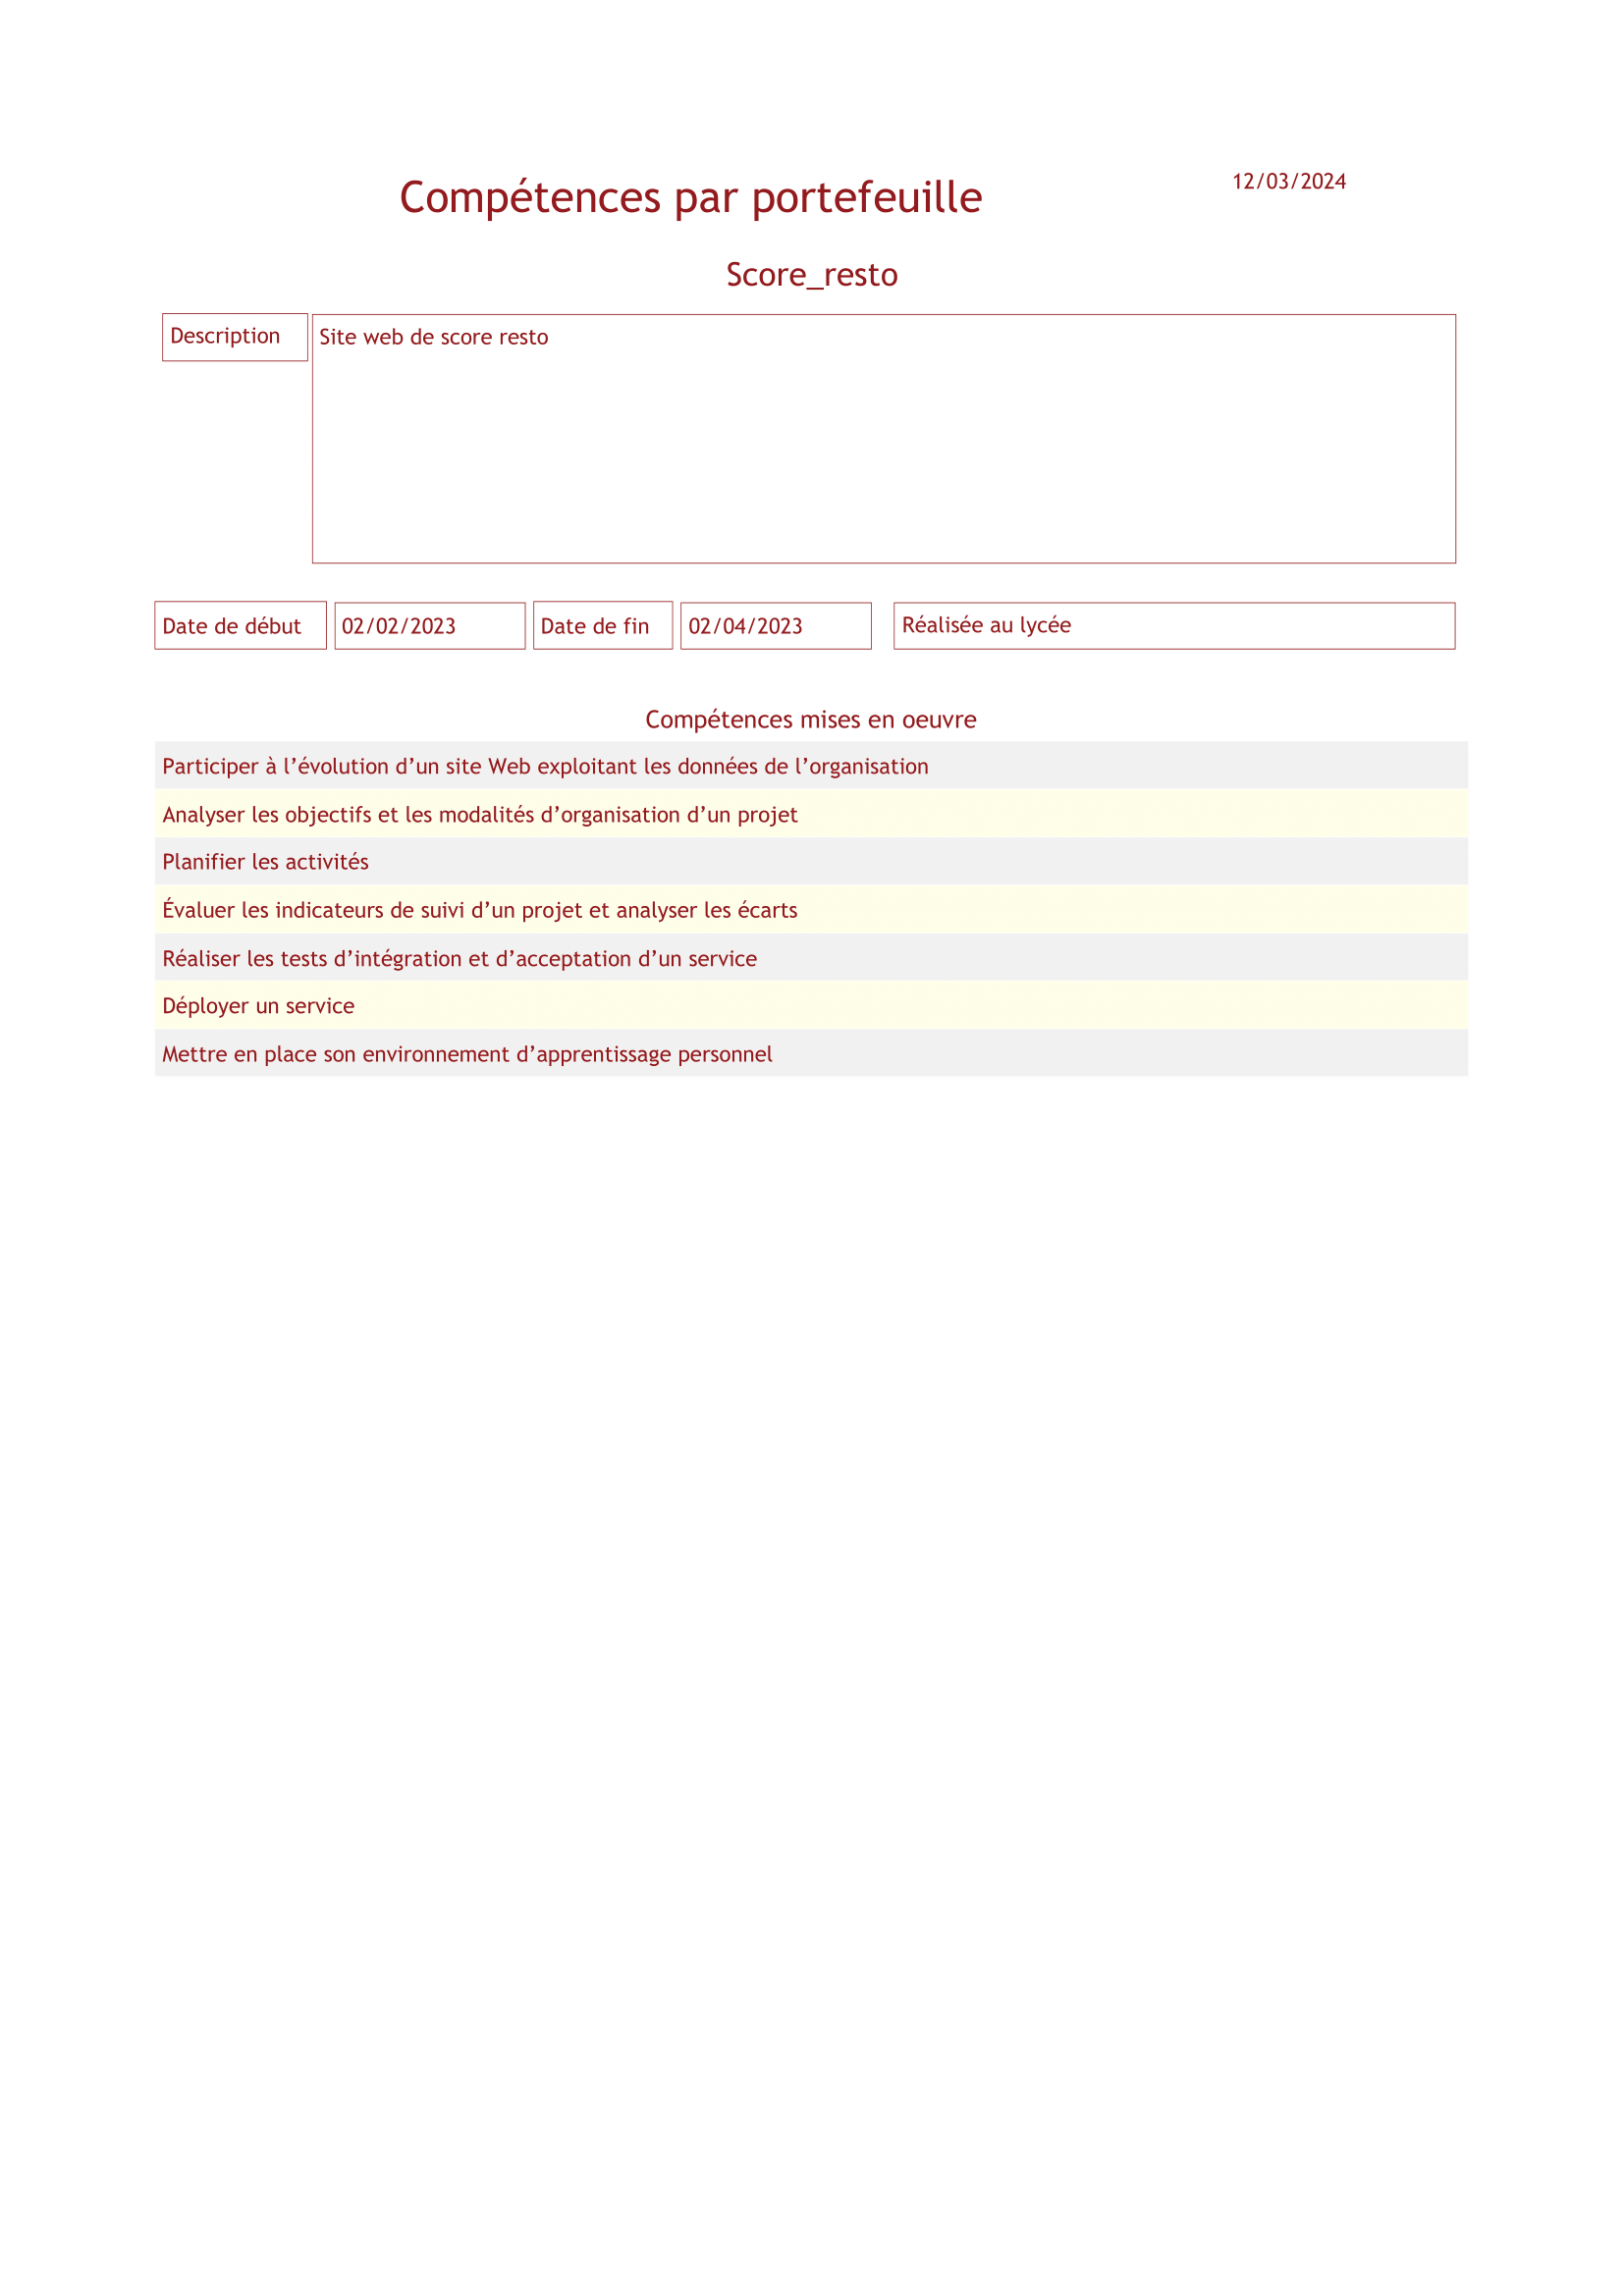 Compétences par portefeuille
12/03/2024
Score_resto
Description
Site web de score resto
Date de début
02/02/2023
Date de fin
02/04/2023
Réalisée au lycée
Compétences mises en oeuvre
Participer à l’évolution d’un site Web exploitant les données de l’organisation
Analyser les objectifs et les modalités d’organisation d’un projet
Planifier les activités
Évaluer les indicateurs de suivi d’un projet et analyser les écarts
Réaliser les tests d’intégration et d’acceptation d’un service
Déployer un service
Mettre en place son environnement d’apprentissage personnel